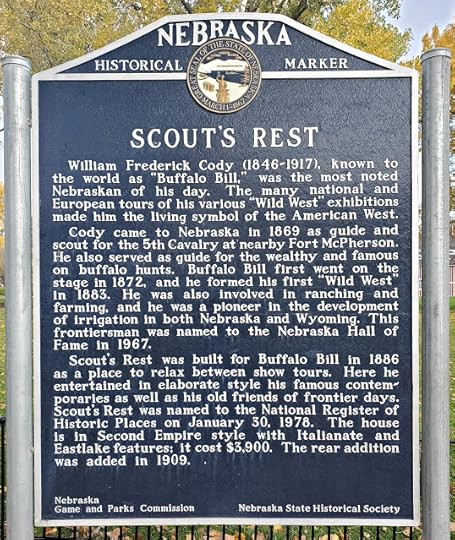 NEBRASKA
HISTORICAL MARKER
SCOUT'S REST
William Frederick Cody (1846-1917), known to
the world as "Buffalo Bill," was the most noted
Nebraskan of his day. The many national and
European tours of his various "Wild West" exhibitions
made him the living symbol of the American West.
Cody came to Nebraska in 1869 as guide and
scout for the 5th Cavalry at nearby Fort McPherson.
He also served as guide for the wealthy and famous
on buffalo hunts. Buffalo Bill first went on the
stage in 1872, and he formed his first "Wild West"
in 1883. He was also involved in ranching and
farming, and he was a pioneer in the development
of irrigation in both Nebraska and Wyoming. This
frontiersman was named to the Nebraska Hall of
Fame in 1967.
Scout's Rest was built for Buffalo Bill in 1886
as a place to relax between show tours. Here he
entertained in elaborate style his famous contem-
poraries as well as his old friends of frontier days.
Scout's Rest was named to the National Register of
Historic Places on January 30, 1978. The house
is in Second Empire style with Italianate and
Eastlake features; it cost $3,900. The rear addition
was added in 1909.
Nebraska
Game and Parks Commission
Nebraska State Historical Society
GREAT SEAL OF THE STATE OF NEBRASKA
MARCH 1 1867